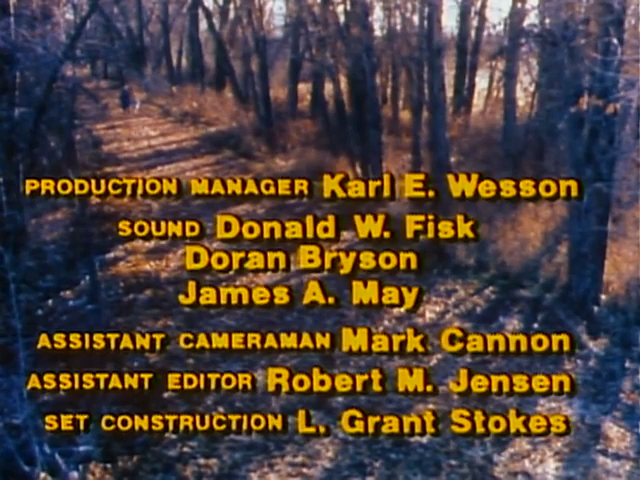 PRODUCTION MANAGER Karl E. Wesson
SOUND Donald W. Fisk
Doran Bryson
James A. May
ASSISTANT CAMERAMAN Mark Cannon
ASSISTANT EDITOR Robert M. Jensen
SET CONSTRUCTION L. Grant Stokes